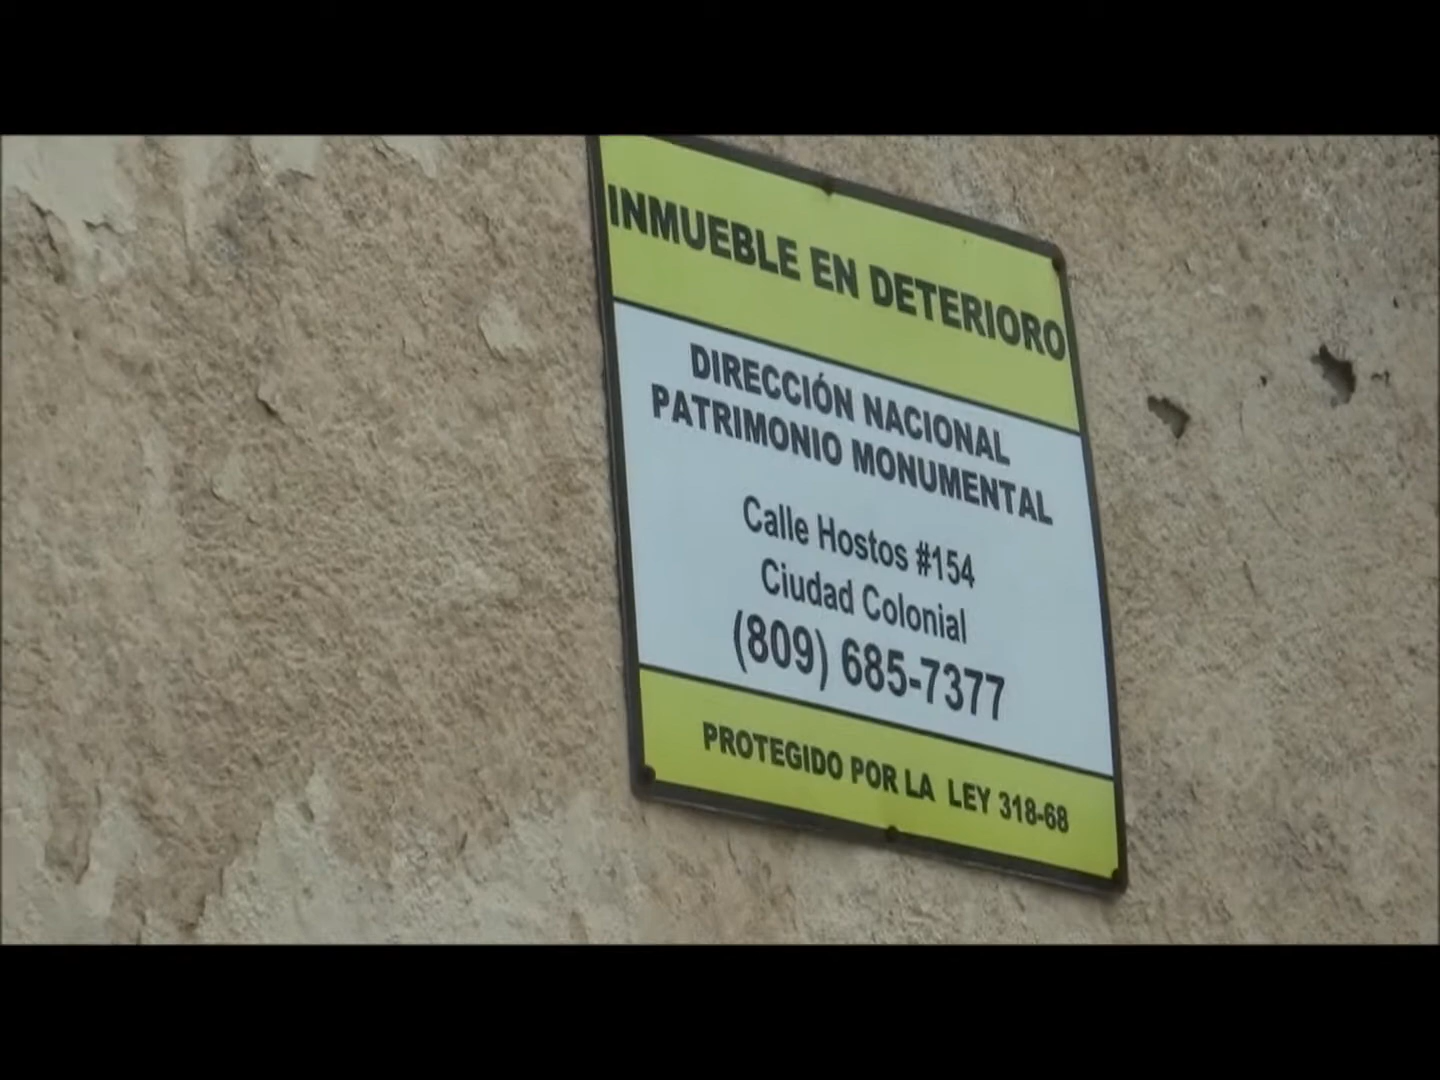 INMUEBLE EN DETERIORO
DIRECCIÓN NACIONAL
PATRIMONIO MONUMENTAL
Calle Hostos #154
Ciudad Colonial
(809) 685-7377
PROTEGIDO POR LA LEY 318-68